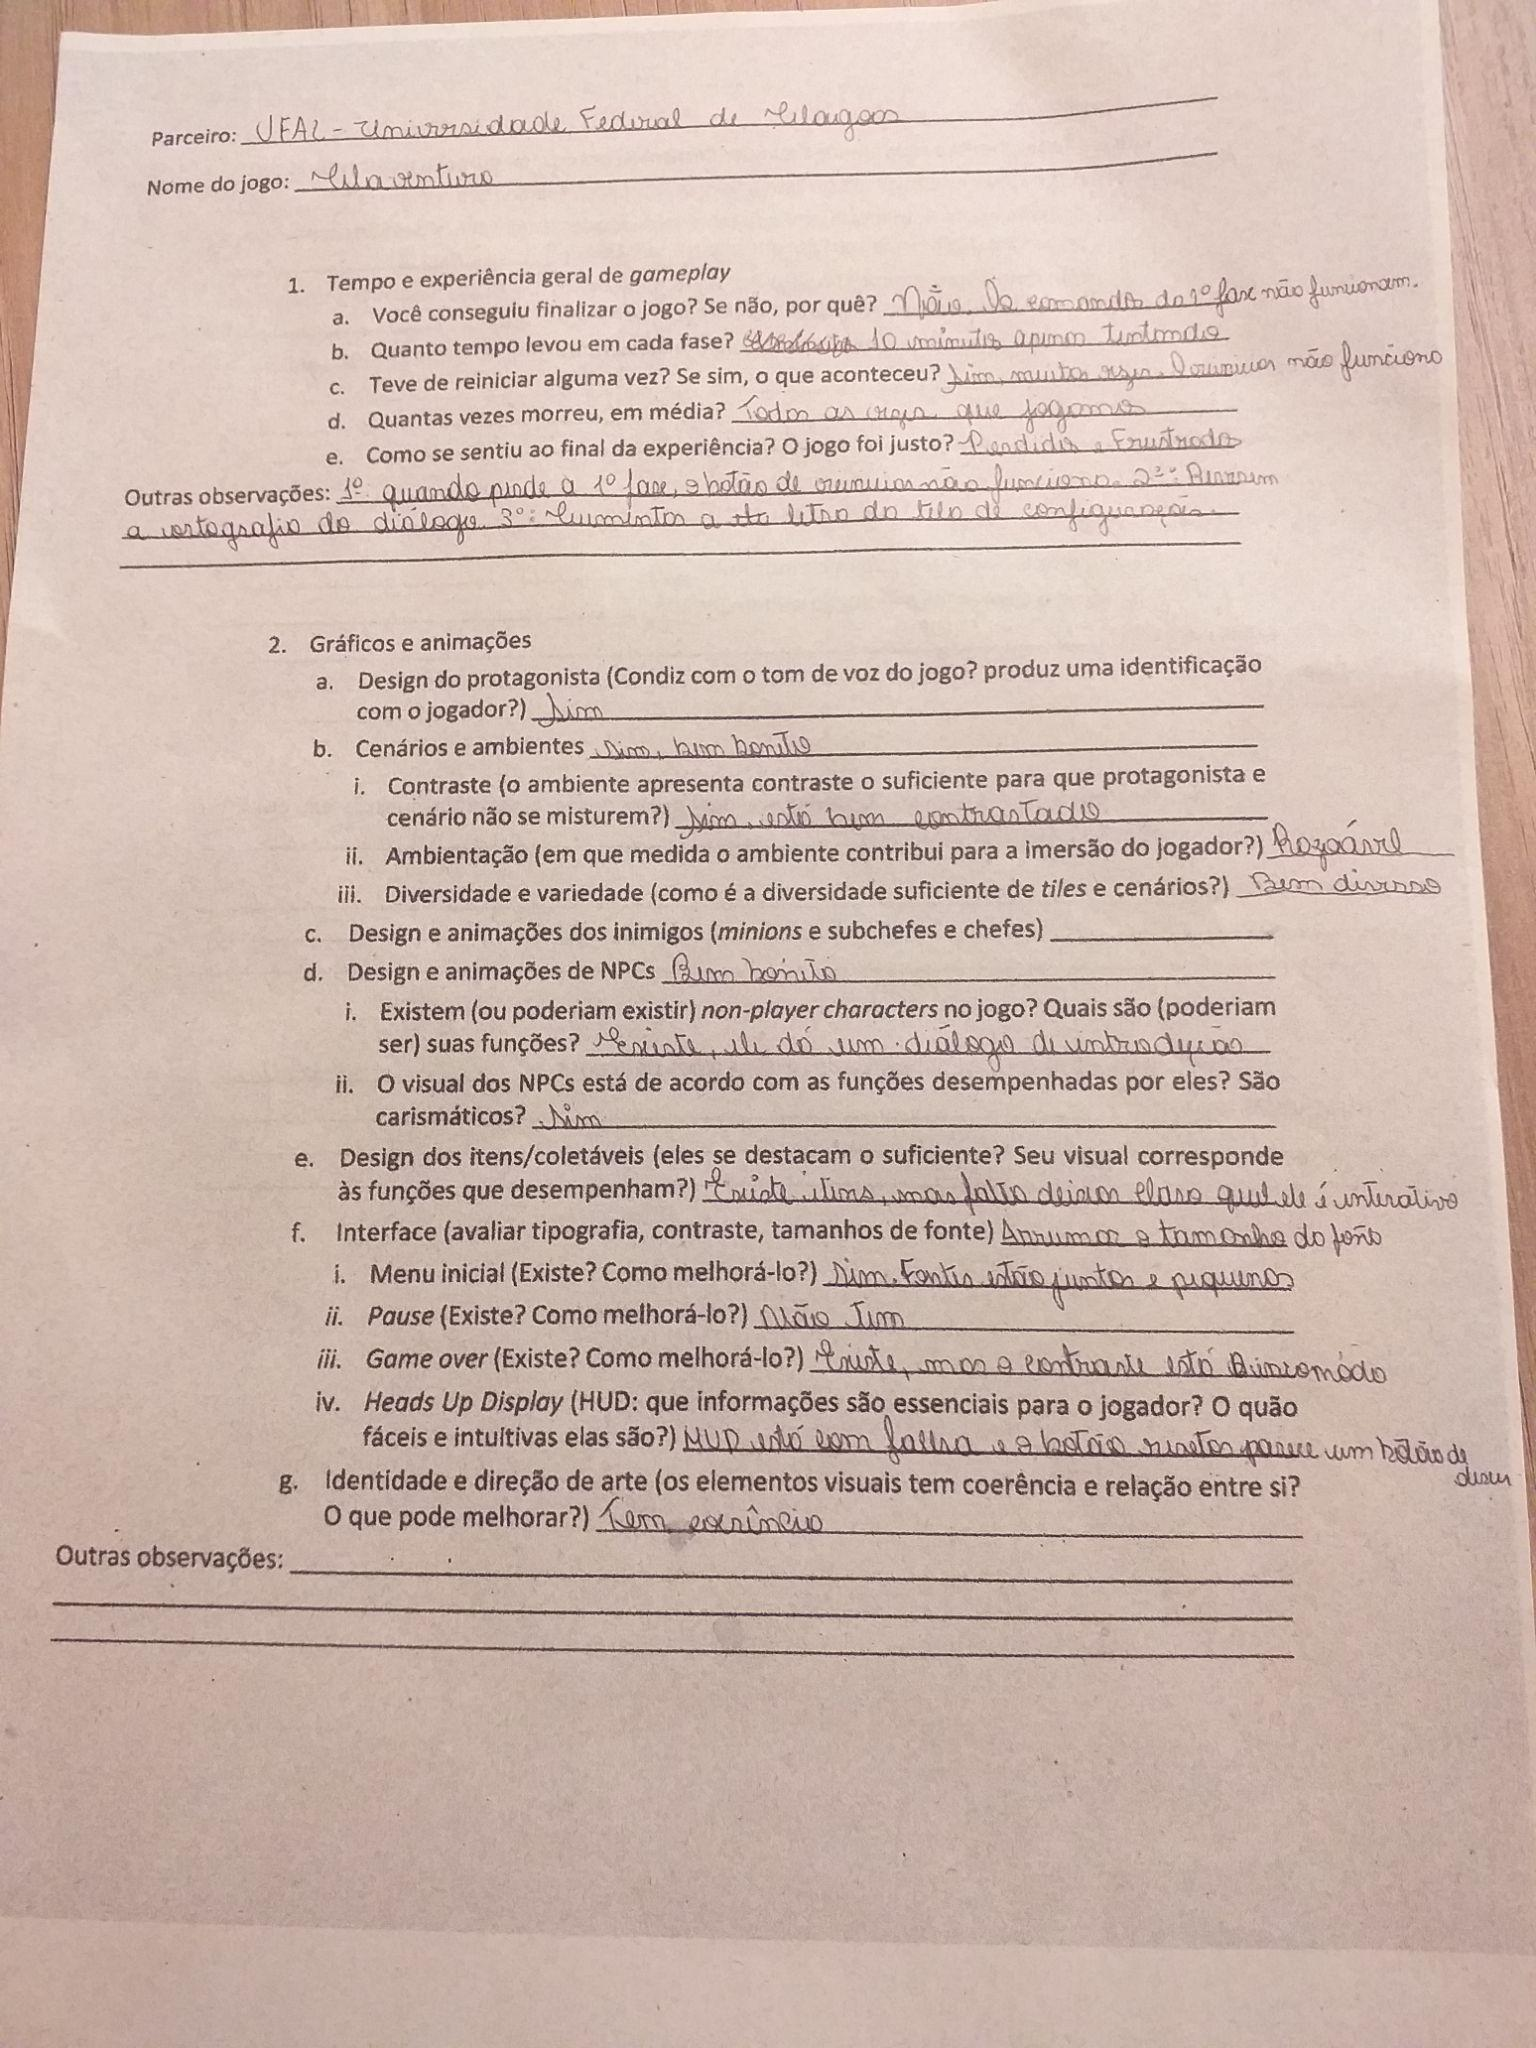 Parceiro: UFAL - Universidade Federal de Alagoas
Nome do jogo: Alaventura
1. Tempo e experiência geral de gameplay
a. Você conseguiu finalizar o jogo? Se não, por quê? Não. Os comandos da 1º fase não funcionam.
b. Quanto tempo levou em cada fase? 10 minutos apenas tentando
c. Teve de reiniciar alguma vez? Se sim, o que aconteceu? Sim, muitas vezes. O reiniciar não funciona
d. Quantas vezes morreu, em média? Todas as vezes que jogamos
e. Como se sentiu ao final da experiência? O jogo foi justo? Perdidos e Frustrados
Outras observações: 1º quando perde a 1º fase, o botão de reiniciar não funciona. 2º: Revisem
a ortografia do diálogo. 3º: Aumentar a letra da tela de configuração.
2. Gráficos e animações
a. Design do protagonista (Condiz com o tom de voz do jogo? produz uma identificação
com o jogador?) Sim
b. Cenários e ambientes Sim, bem bonito
i. Contraste (o ambiente apresenta contraste o suficiente para que protagonista e
cenário não se misturem?) Sim, está bem contrastado
ii. Ambientação (em que medida o ambiente contribui para a imersão do jogador?) Razoável
iii. Diversidade e variedade (como é a diversidade suficiente de tiles e cenários?) Bem diverso
c. Design e animações dos inimigos (minions e subchefes e chefes)
d. Design e animações de NPCs Bem bonito
i. Existem (ou poderiam existir) non-player characters no jogo? Quais são (poderiam
ser) suas funções? Existe, ele dá um diálogo de introdução
ii. O visual dos NPCs está de acordo com as funções desempenhadas por eles? São
carismáticos? Sim
e. Design dos itens/coletáveis (eles se destacam o suficiente? Seu visual corresponde
às funções que desempenham?) Existe itens, mas falta deixar claro que ele é interativo
f. Interface (avaliar tipografia, contraste, tamanhos de fonte) Arrumar o tamanho da fonte
i. Menu inicial (Existe? Como melhorá-lo?) Sim. Fontes estão juntas e pequenas
ii. Pause (Existe? Como melhorá-lo?) Não tem
iii. Game over (Existe? Como melhorá-lo?) Existe, mas o contraste está incomodo
iv. Heads Up Display (HUD: que informações são essenciais para o jogador? O quão
fáceis e intuitivas elas são?) HUD está com falha e o botão parece um botão de
g. Identidade e direção de arte (os elementos visuais tem coerência e relação entre si?
O que pode melhorar?) Tem coerência
Outras observações: